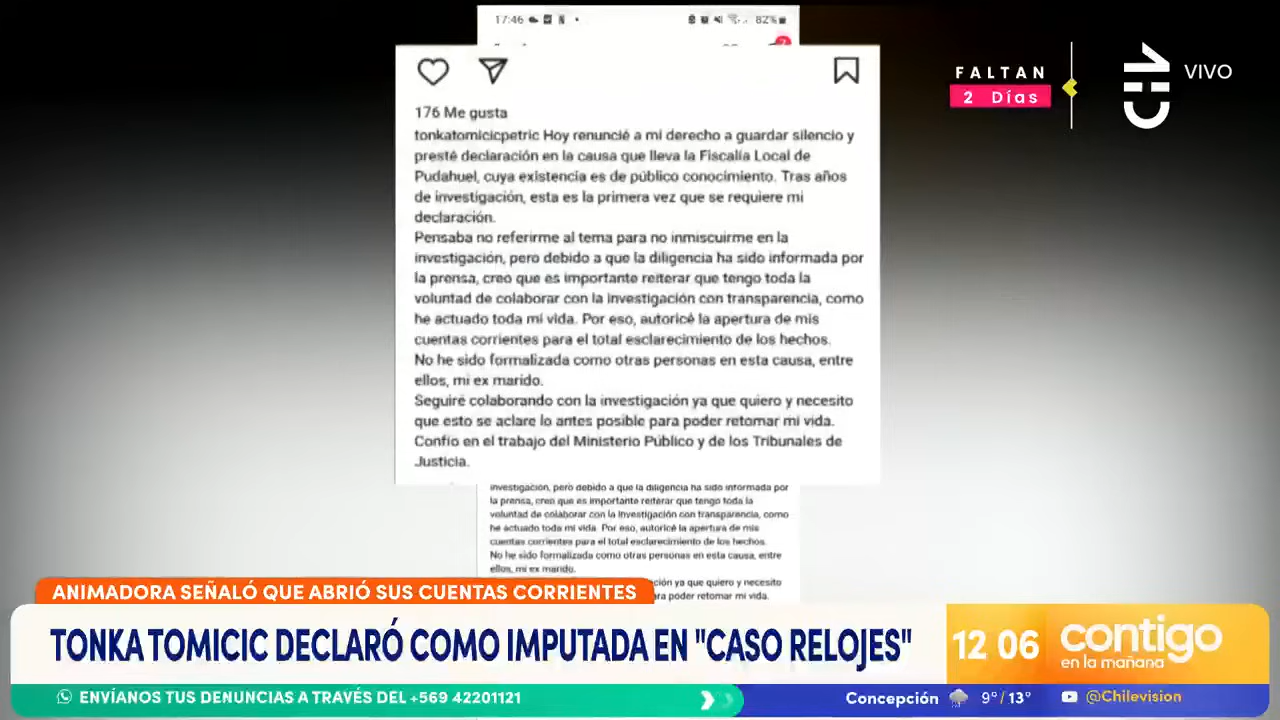 17:46
82%
FALTAN
2 Días
CHV
VIVO
176 Me gusta
tonkatomicicpetric Hoy renuncié a mi derecho a guardar silencio y
presté declaración en la causa que lleva la Fiscalía Local de
Pudahuel, cuya existencia es de público conocimiento. Tras años
de investigación, esta es la primera vez que se requiere mi
declaración.
Pensaba no referirme al tema para no inmiscuirme en la
investigación, pero debido a que la diligencia ha sido informada por
la prensa, creo que es importante reiterar que tengo toda la
voluntad de colaborar con la investigación con transparencia, como
he actuado toda mi vida. Por eso, autoricé la apertura de mis
cuentas corrientes para el total esclarecimiento de los hechos.
No he sido formalizada como otras personas en esta causa, entre
ellos, mi ex marido.
Seguiré colaborando con la investigación ya que quiero y necesito
que esto se aclare lo antes posible para poder retomar mi vida.
Confío en el trabajo del Ministerio Público y de los Tribunales de
Justicia.
investigación, pero debido a que la diligencia ha sido informada por
la prensa, creo que es importante reiterar que tengo toda la
voluntad de colaborar con la investigación con transparencia, como
he actuado toda mi vida. Por eso, autoricé la apertura de mis
cuentas corrientes para el total esclarecimiento de los hechos.
No he sido formalizada como otras personas en esta causa, entre
ellos, mi ex marido.
ción ya que quiero y necesito
ara poder retomar mi vida.
ANIMADORA SEÑALÓ QUE ABRIÓ SUS CUENTAS CORRIENTES
TONKA TOMICIC DECLARÓ COMO IMPUTADA EN "CASO RELOJES"
12 06
contigo
en la mañana
ENVÍANOS TUS DENUNCIAS A TRAVÉS DEL +569 42201121
Concepción 9°/13°
@Chilevision